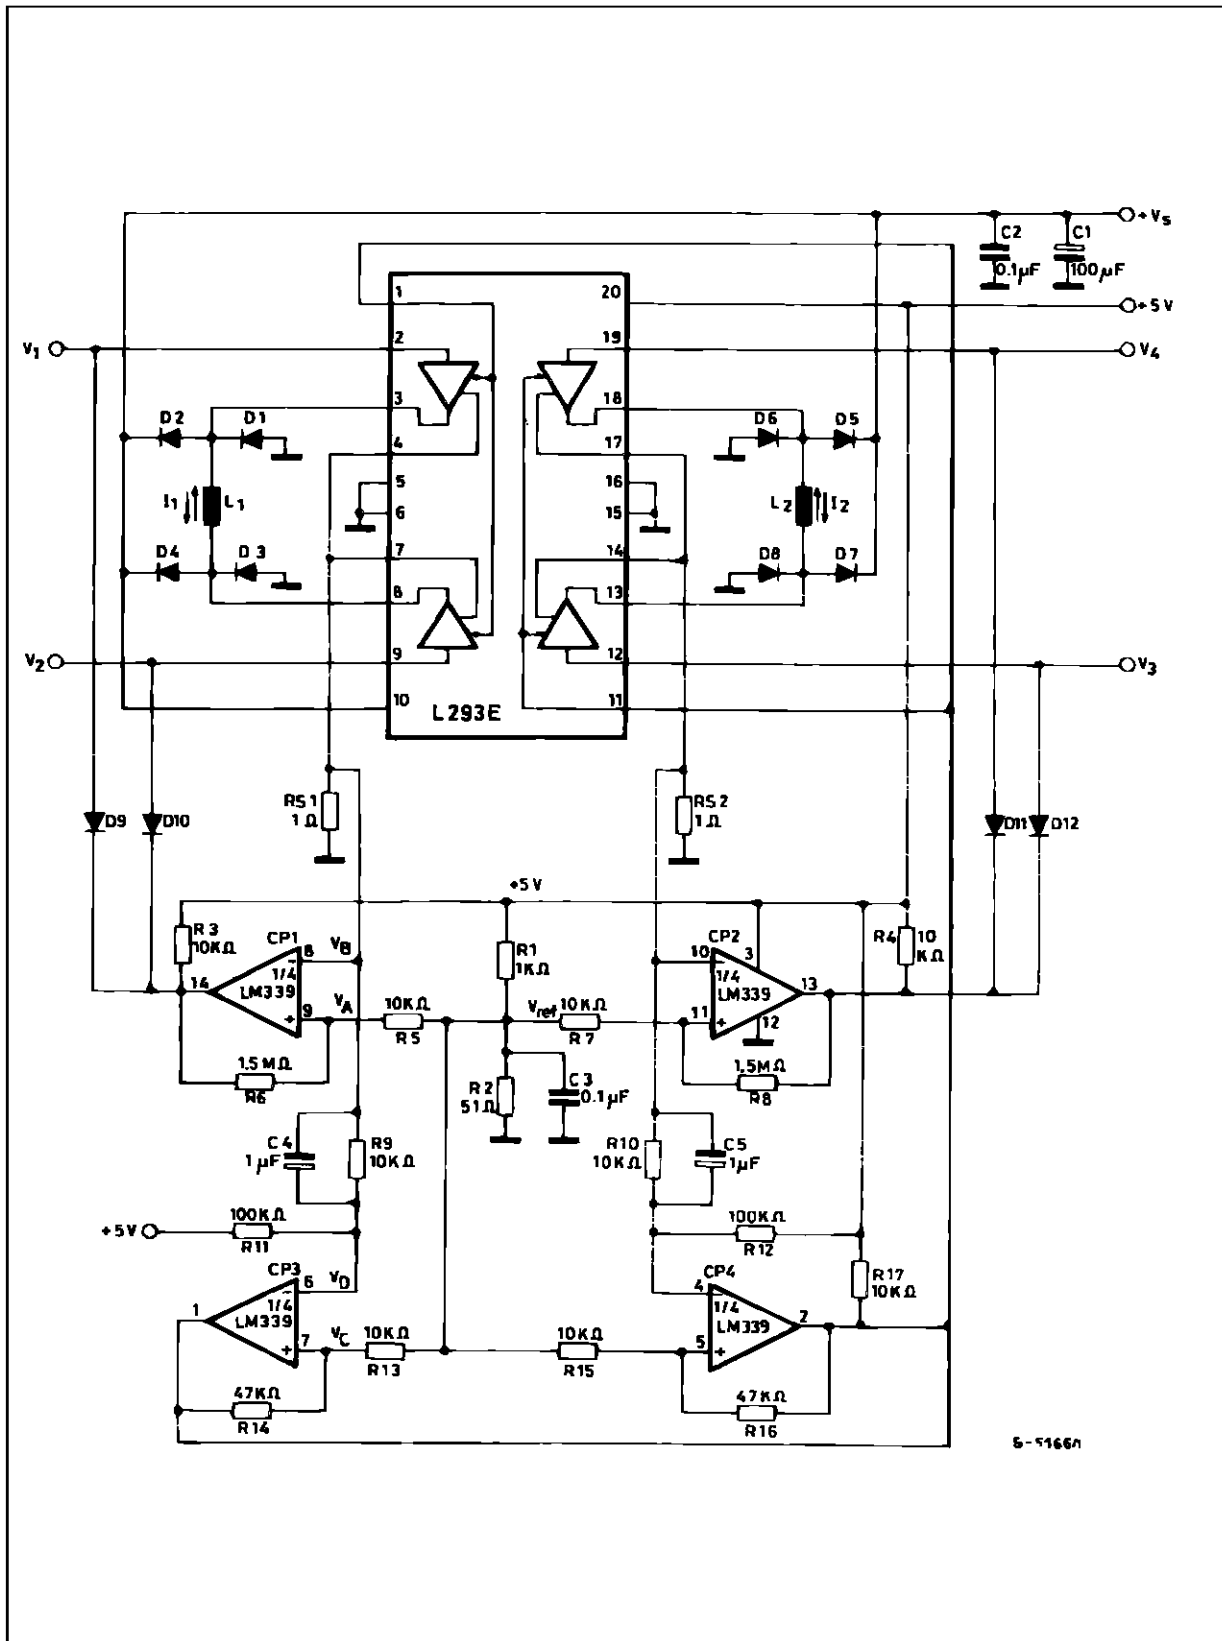 +Vs
C2
C1
0.1µF
100µF
1
20
+5V
V1
2
19
V4
D2
D1
3
18
D6
D5
4
17
5
16
I1
L1
L2
I2
6
15
D4
D3
7
14
D8
D7
8
13
V2
9
12
V3
10
11
L293E
RS1
1Ω
RS2
1Ω
D9
D10
D11
D12
+5V
R3
10KΩ
CP1
8
VB
R1
1KΩ
CP2
10
3
R4
10
KΩ
14
1/4
LM339
9
VA
10KΩ
R5
Vref
10KΩ
R7
11
1/4
LM339
13
12
1.5MΩ
R6
R2
51Ω
C3
0.1µF
1.5MΩ
R8
C4
1µF
R9
10KΩ
R10
10KΩ
C5
1µF
+5V
100KΩ
R11
100KΩ
R12
CP3
6
VD
CP4
4
R17
10KΩ
1
1/4
LM339
7
VC
10KΩ
R13
10KΩ
R15
5
1/4
LM339
2
47KΩ
R14
47KΩ
R16